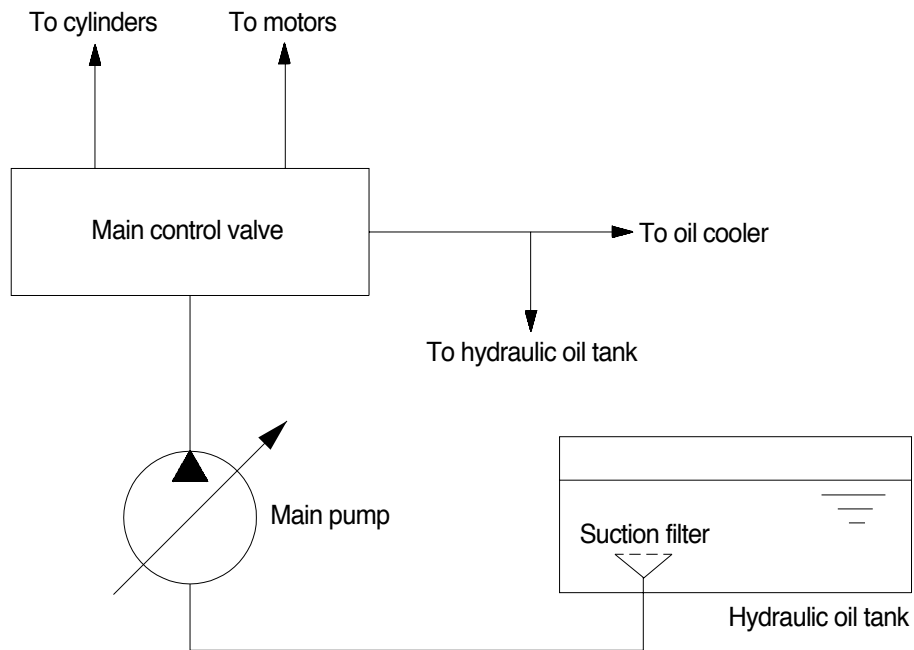 To cylinders
To motors
Main control valve
To oil cooler
To hydraulic oil tank
Main pump
Suction filter
Hydraulic oil tank